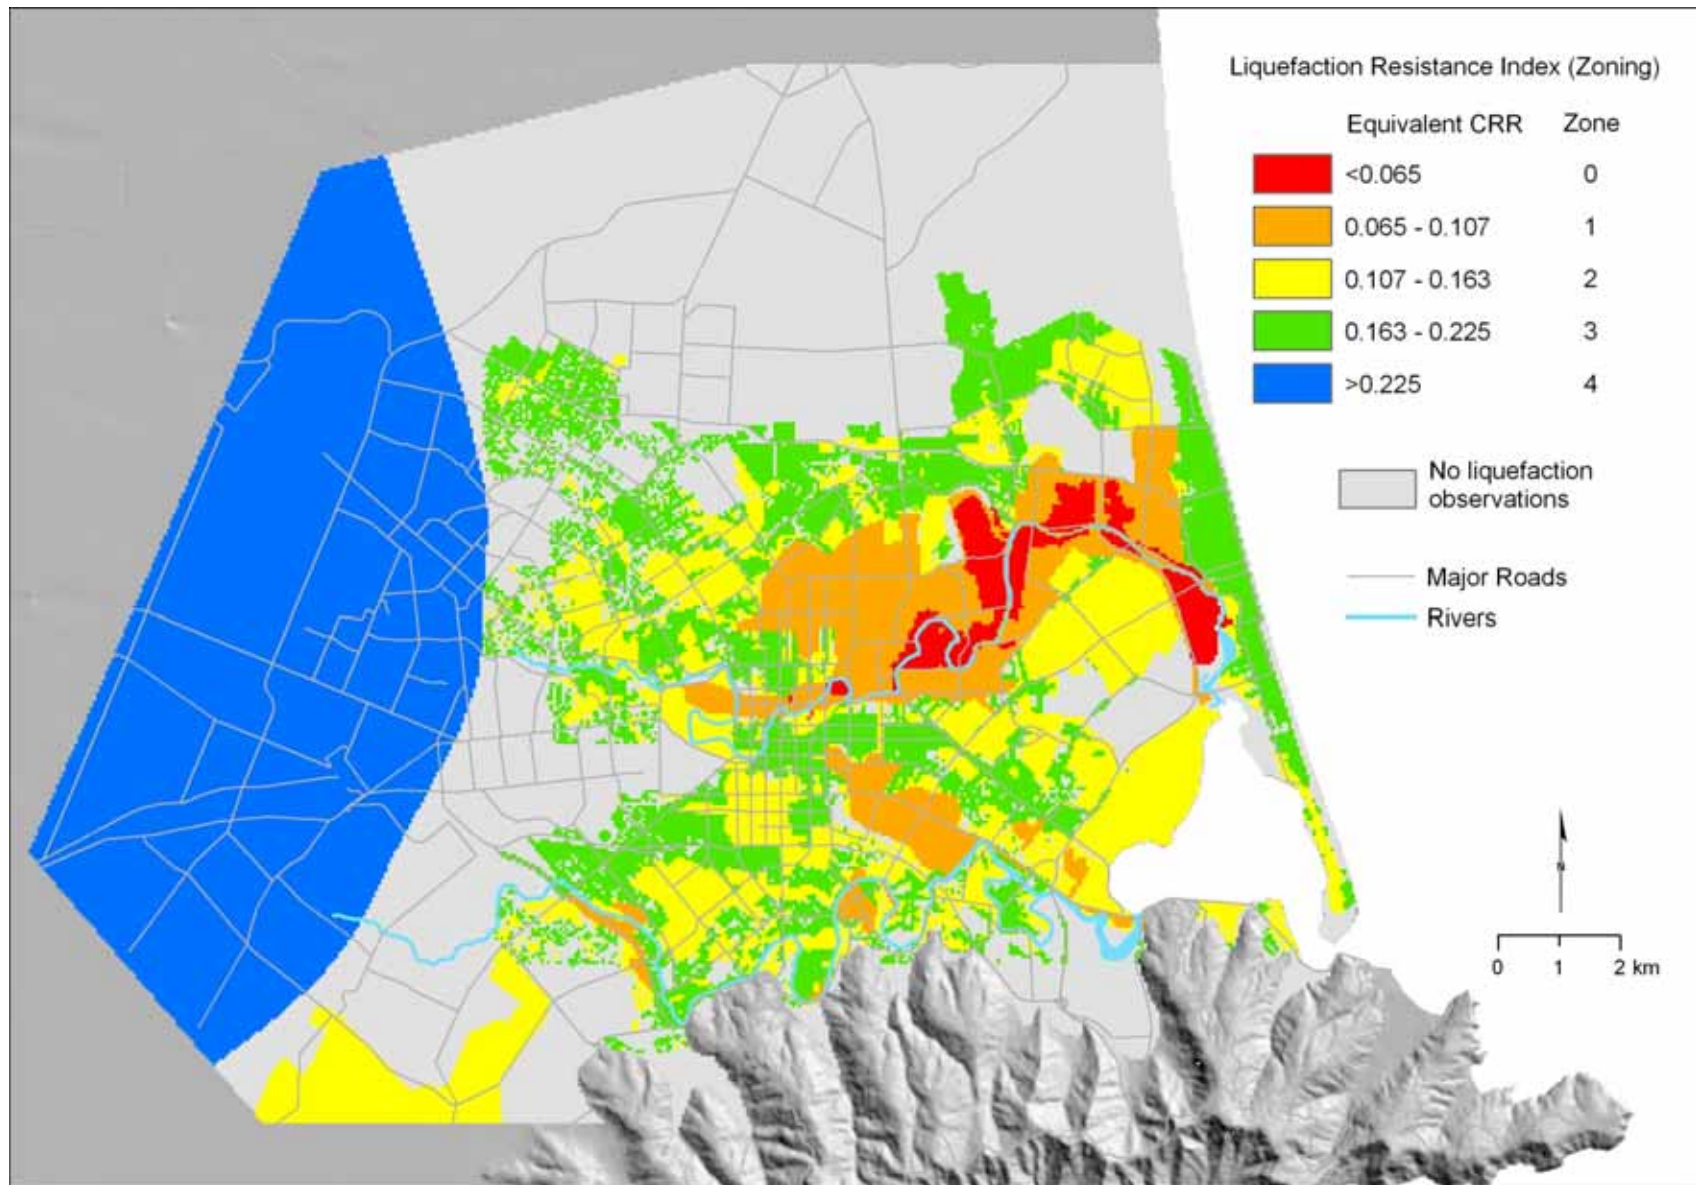 Liquefaction Resistance Index (Zoning)
Equivalent CRR Zone
<0.065 0
0.065 - 0.107 1
0.107 - 0.163 2
0.163 - 0.225 3
>0.225 4
No liquefaction
observations
Major Roads
Rivers
N
0 1 2 km